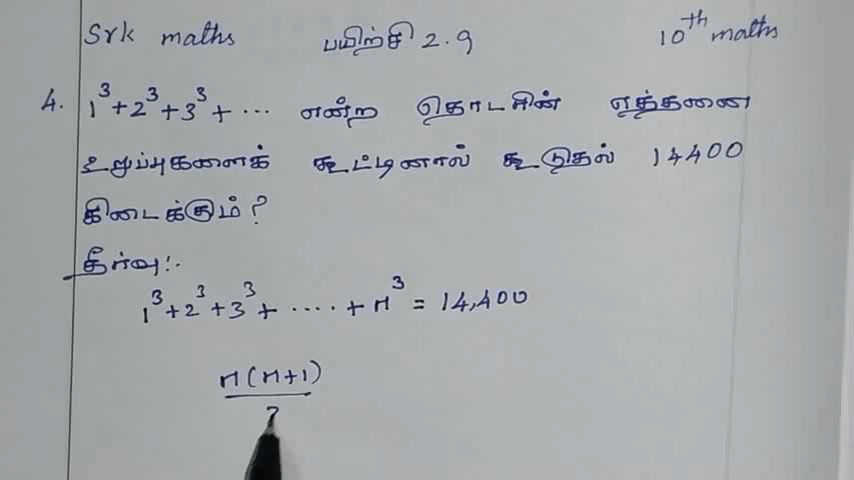 Srk maths பயிற்சி 2.9 10th maths
4. 1³ + 2³ + 3³ + ... என்ற தொடரின் எத்தனை
உறுப்புகளைக் கூட்டினால் கூடுதல் 14400
கிடைக்கும்?
தீர்வு:-
1³ + 2³ + 3³ + .... + n³ = 14,400
n(n+1)
2